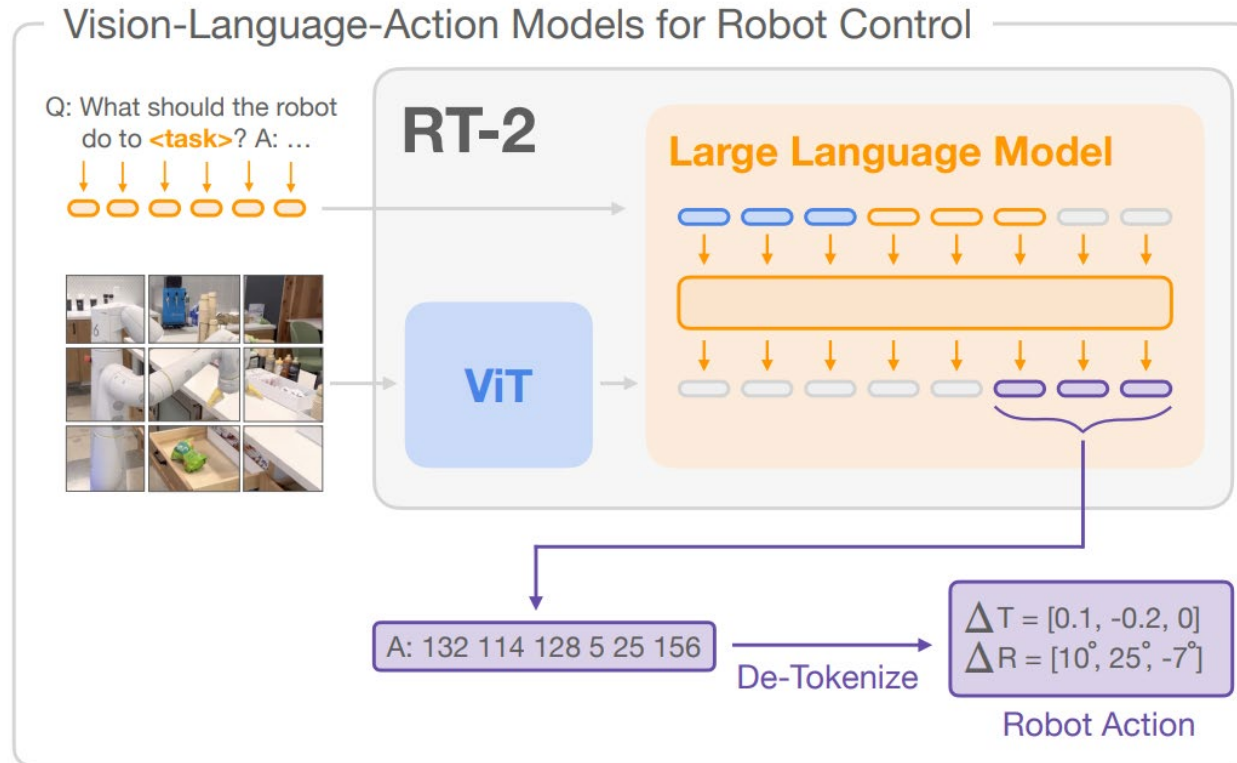 Vision-Language-Action Models for Robot Control
Q: What should the robot
do to <task>? A: …
RT-2
Large Language Model
ViT
A: 132 114 128 5 25 156
De-Tokenize
Δ T = [0.1, -0.2, 0]
Δ R = [10°, 25°, -7°]
Robot Action